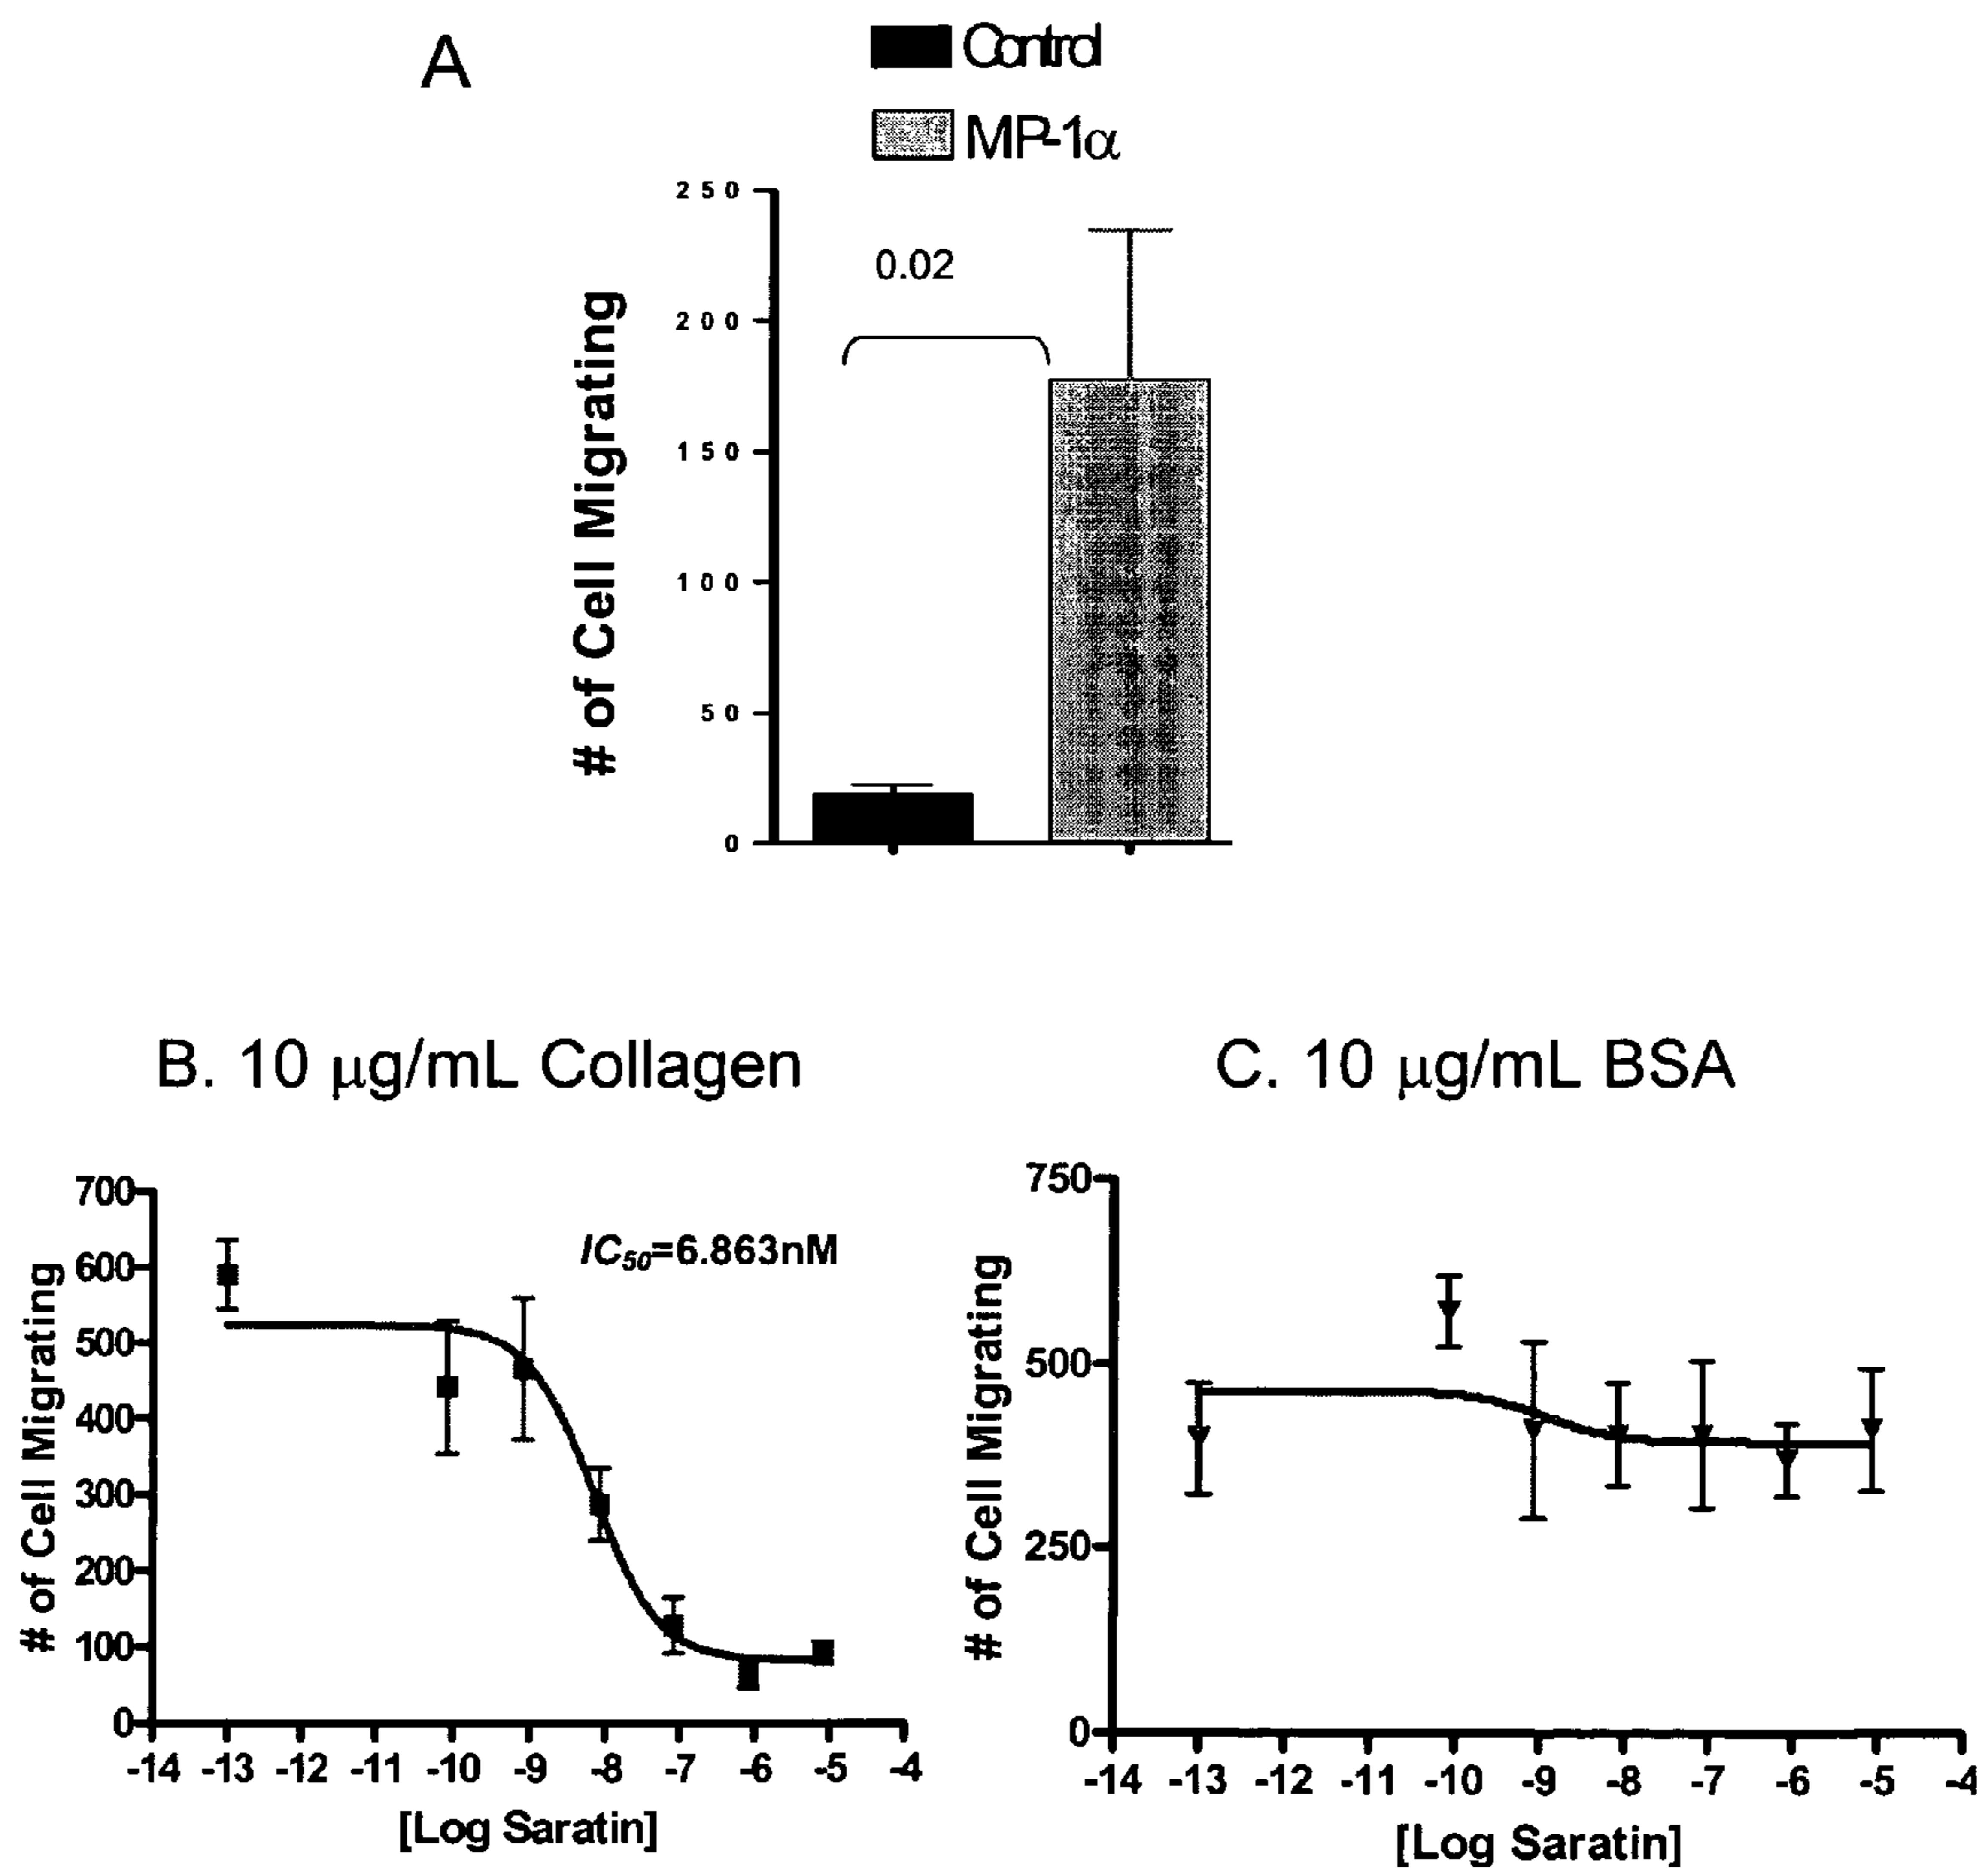 A
Control
MP-1α
250
200
150
100
50
0
# of Cell Migrating
0.02
B. 10 μg/mL Collagen
700
600
500
400
300
200
100
0
# of Cell Migrating
IC50=6.863nM
-14 -13 -12 -11 -10 -9 -8 -7 -6 -5 -4
[Log Saratin]
C. 10 μg/mL BSA
750
500
250
0
# of Cell Migrating
-14 -13 -12 -11 -10 -9 -8 -7 -6 -5 -4
[Log Saratin]